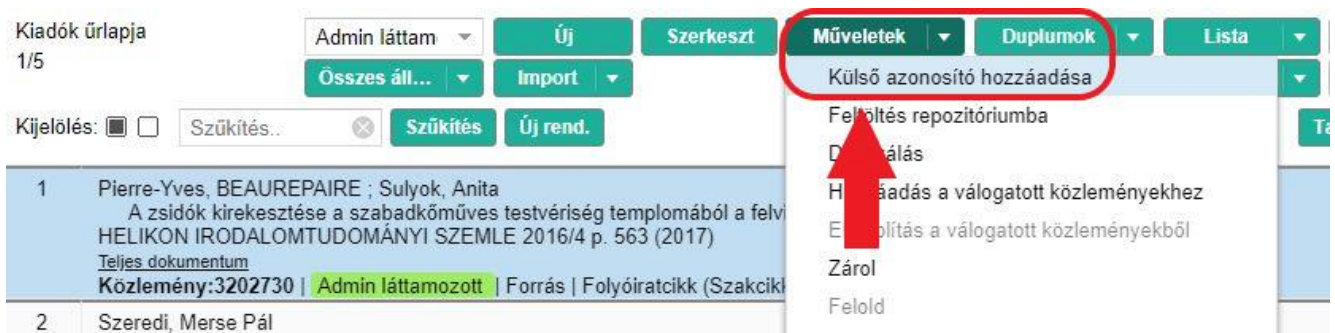 Kiadók űrlapja
1/5
Admin láttam
Új
Szerkeszt
Műveletek
Duplumok
Lista
Összes áll...
Import
Kijelölés:
Szűkítés..
Szűkítés
Új rend.
Külső azonosító hozzáadása
Feltöltés repozitóriumba
Hozzáadás a válogatott közleményekhez
a válogatott közleményekből
Zárol
Felold
1
Pierre-Yves, BEAUREPAIRE ; Sulyok, Anita
A zsidók kirekesztése a szabadkőműves testvériség templomából a felvi
HELIKON IRODALOMTUDOMÁNYI SZEMLE 2016/4 p. 563 (2017)
Teljes dokumentum
Közlemény:3202730 | Admin láttamozott | Forrás | Folyóiratcikk (Szakcikk
2
Szeredi, Merse Pál